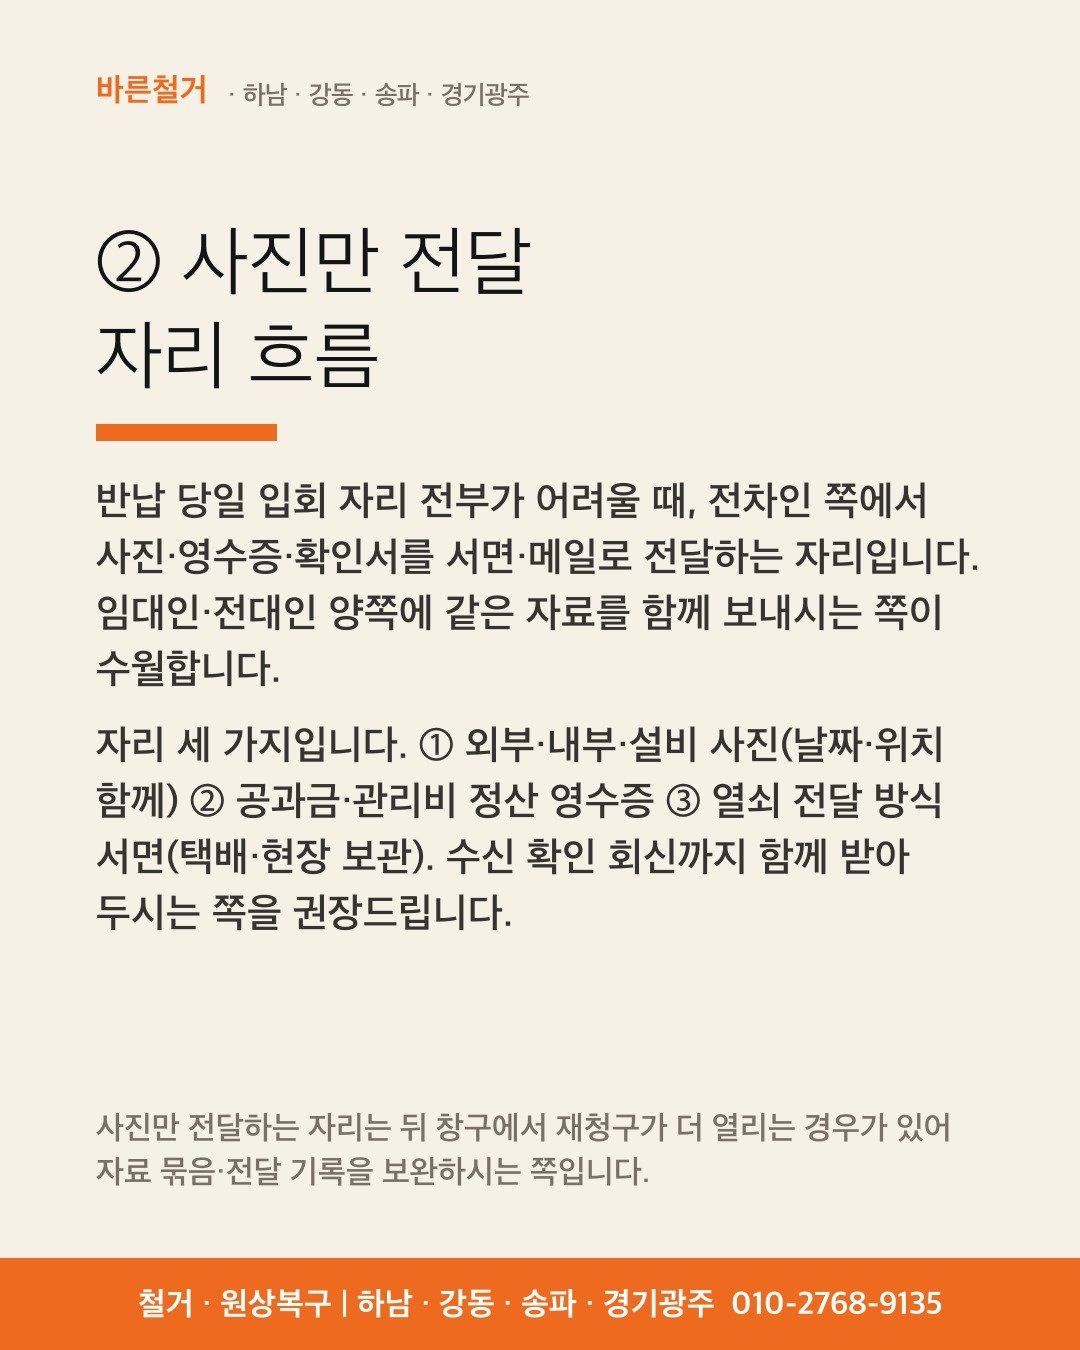 바른철거 · 하남 · 강동 · 송파 · 경기광주
② 사진만 전달
자리 흐름
반납 당일 입회 자리 전부가 어려울 때, 전차인 쪽에서
사진·영수증·확인서를 서면·메일로 전달하는 자리입니다.
임대인·전대인 양쪽에 같은 자료를 함께 보내시는 쪽이
수월합니다.
자리 세 가지입니다. ① 외부·내부·설비 사진(날짜·위치
함께) ② 공과금·관리비 정산 영수증 ③ 열쇠 전달 방식
서면(택배·현장 보관). 수신 확인 회신까지 함께 받아
두시는 쪽을 권장드립니다.
사진만 전달하는 자리는 뒤 창구에서 재청구가 더 열리는 경우가 있어
자료 묶음·전달 기록을 보완하시는 쪽입니다.
철거 · 원상복구 | 하남 · 강동 · 송파 · 경기광주 010-2768-9135